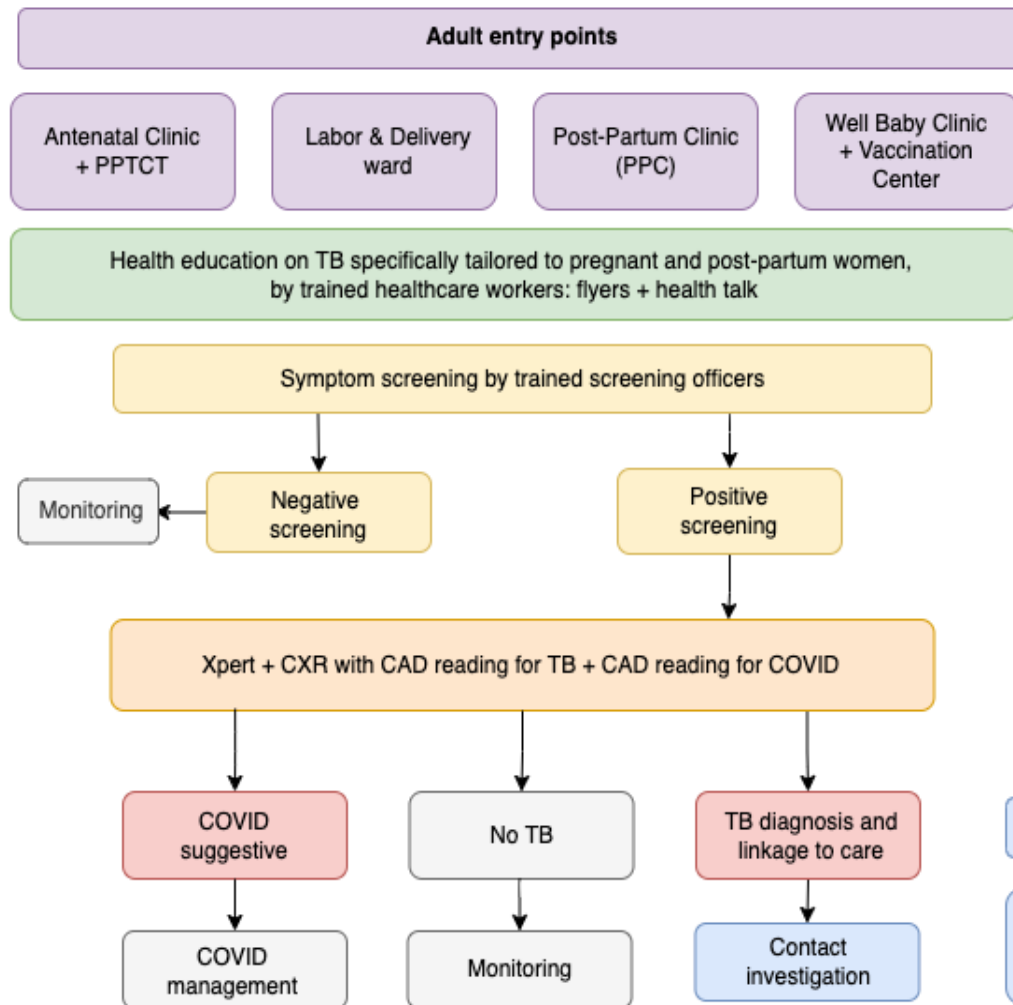 Adult entry points
Antenatal Clinic
+ PPTCT
Labor & Delivery
ward
Post-Partum Clinic
(PPC)
Well Baby Clinic
+ Vaccination
Center
Health education on TB specifically tailored to pregnant and post-partum women,
by trained healthcare workers: flyers + health talk
Symptom screening by trained screening officers
Monitoring
Negative
screening
Positive
screening
Xpert + CXR with CAD reading for TB + CAD reading for COVID
COVID
suggestive
No TB
TB diagnosis and
linkage to care
COVID
management
Monitoring
Contact
investigation